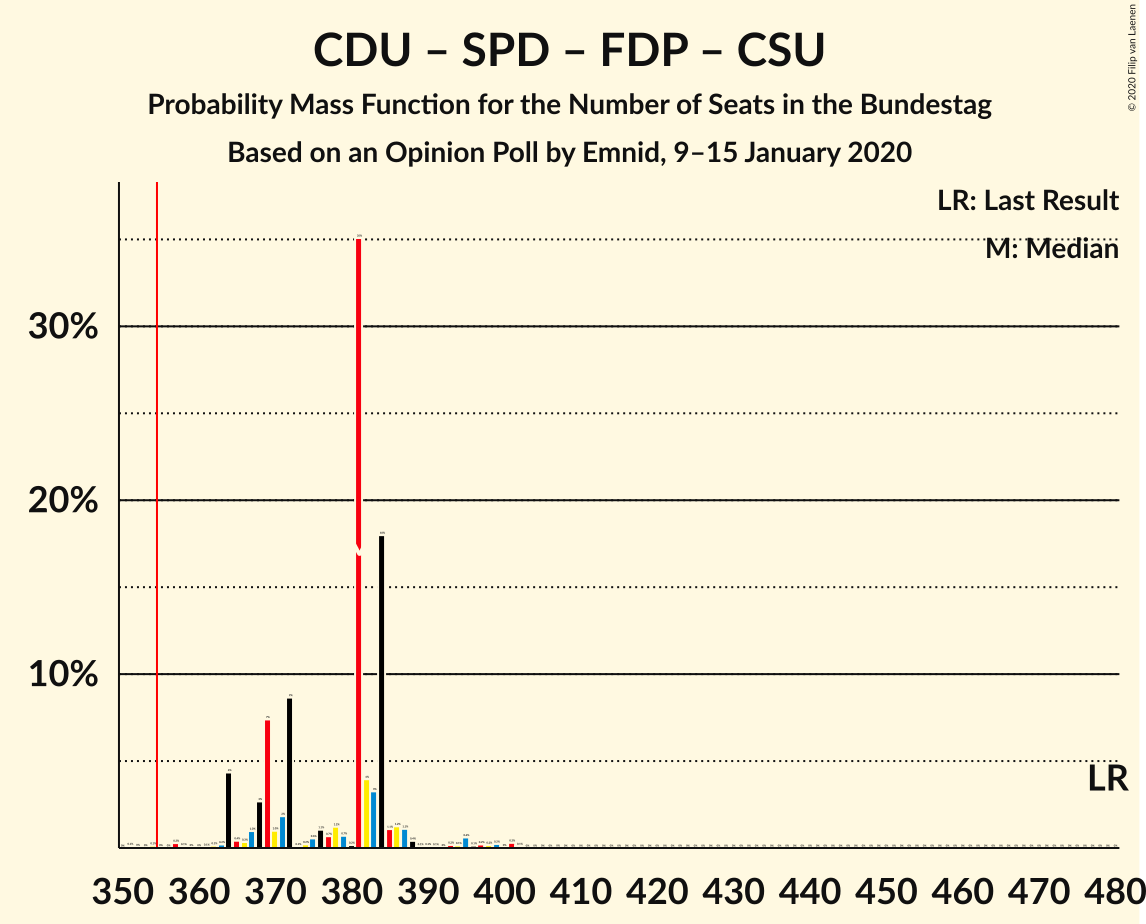 CDU – SPD – FDP – CSU
Probability Mass Function for the Number of Seats in the Bundestag
Based on an Opinion Poll by Emnid, 9–15 January 2020
© 2020 Filip van Laenen
LR: Last Result
M: Median
30%
20%
10%
LR
350 360 370 380 390 400 410 420 430 440 450 460 470 480